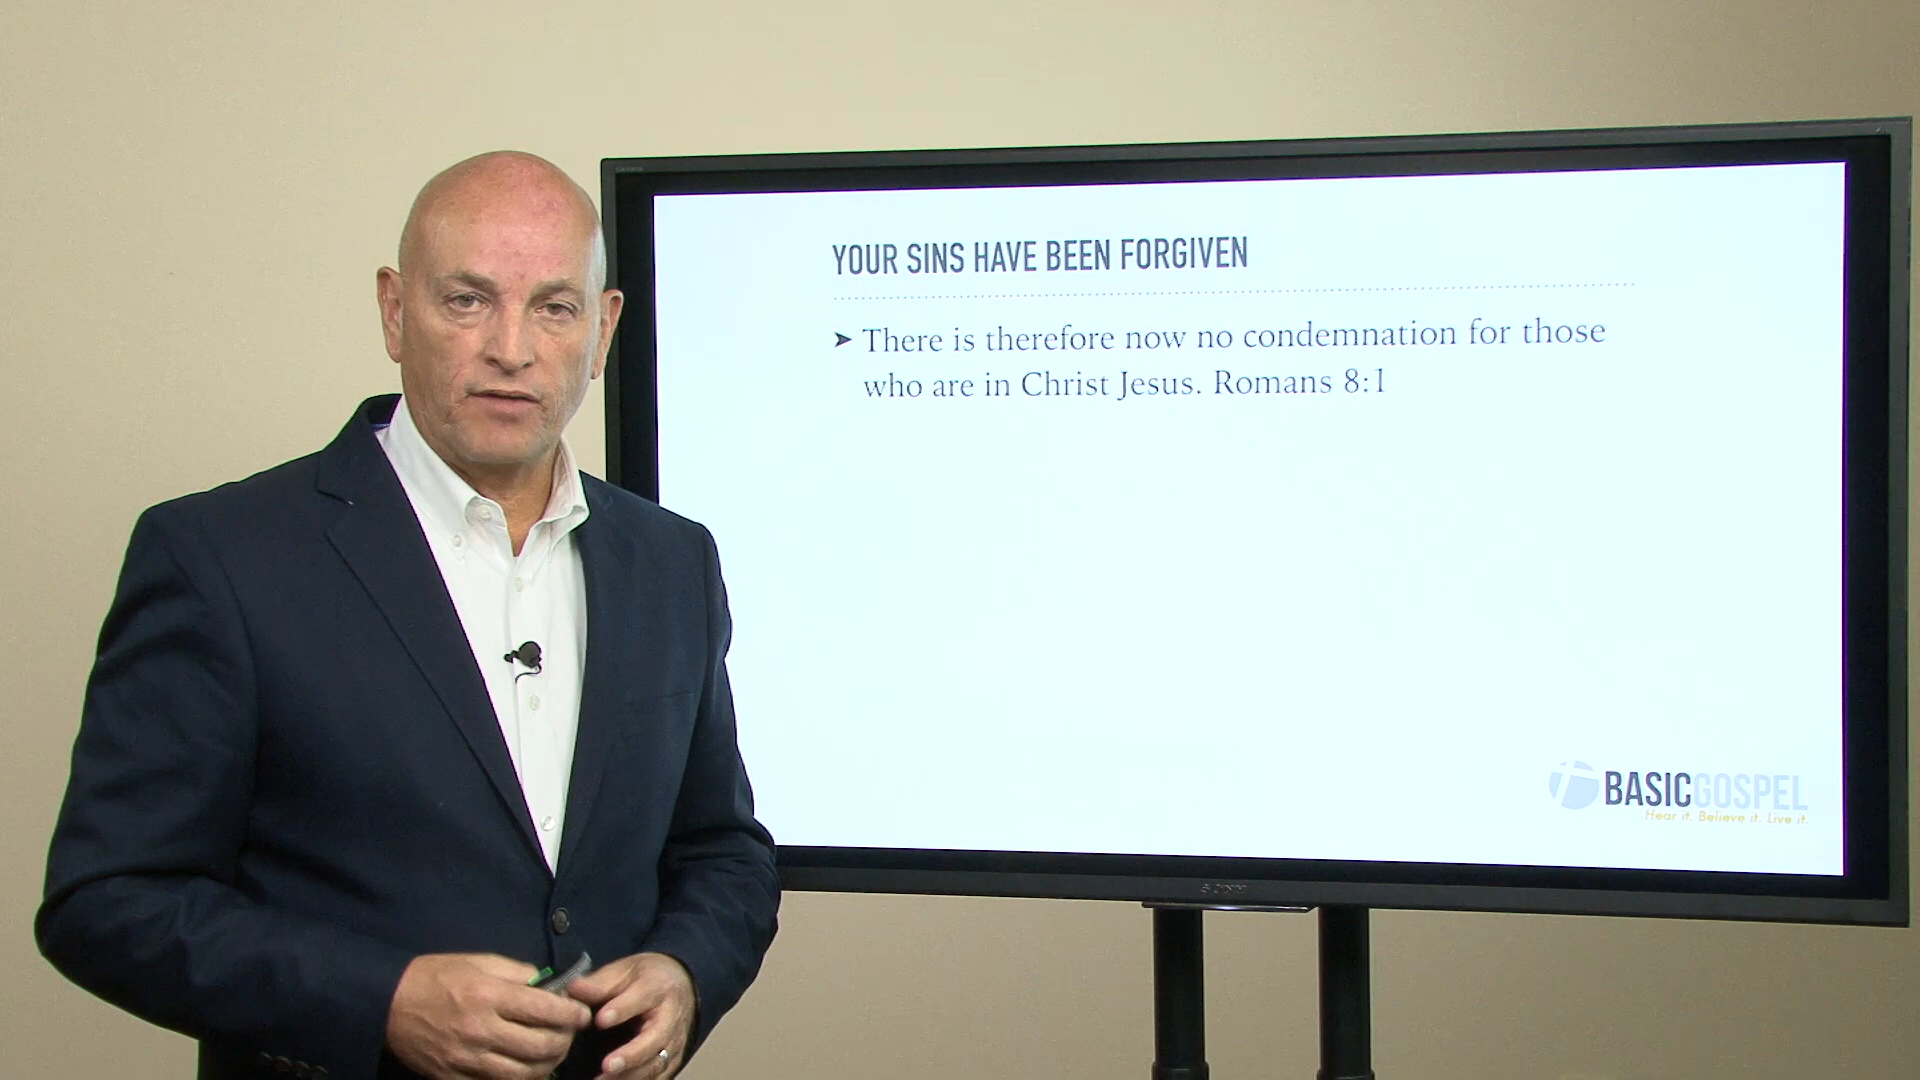 YOUR SINS HAVE BEEN FORGIVEN
➤ There is therefore now no condemnation for those
who are in Christ Jesus. Romans 8:1
BASICGOSPEL
Hear it. Believe it. Live it.
SONY